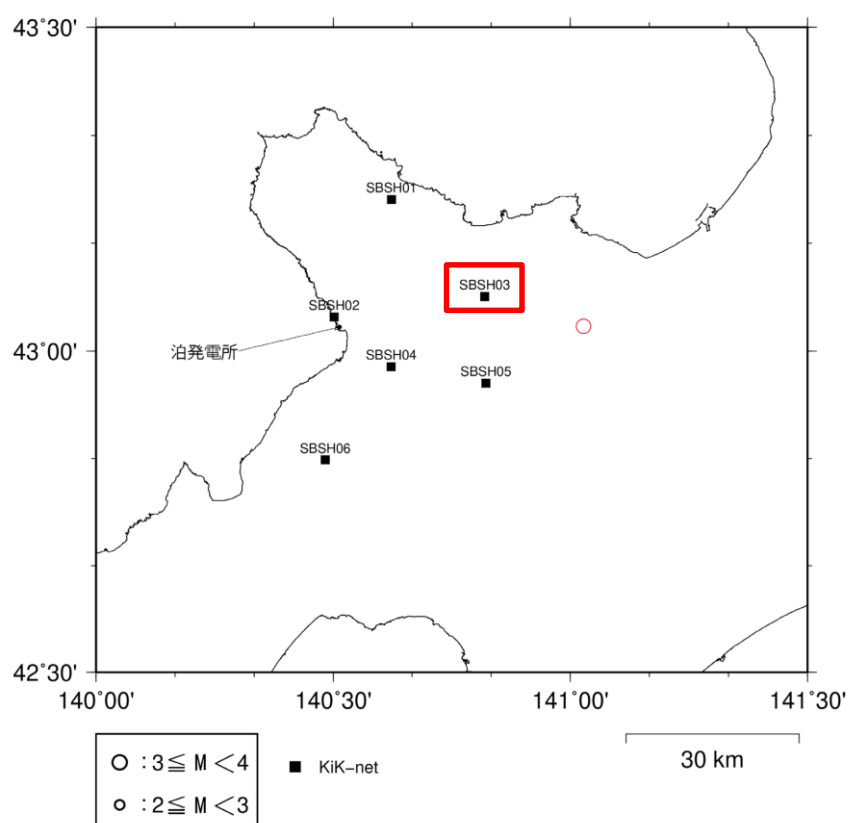 43°30'
SBSH01
SBSH03
SBSH02
泊発電所
43°00'
SBSH04
SBSH05
SBSH06
42°30'
140°00'
140°30'
141°00'
141°30'
○ :3≦ M <4
○ :2≦ M <3
■ KiK-net
30 km